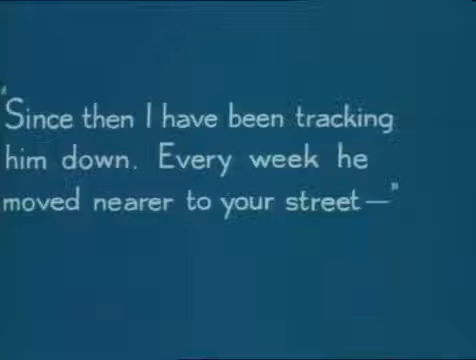 "Since then I have been tracking
him down. Every week he
moved nearer to your street—"